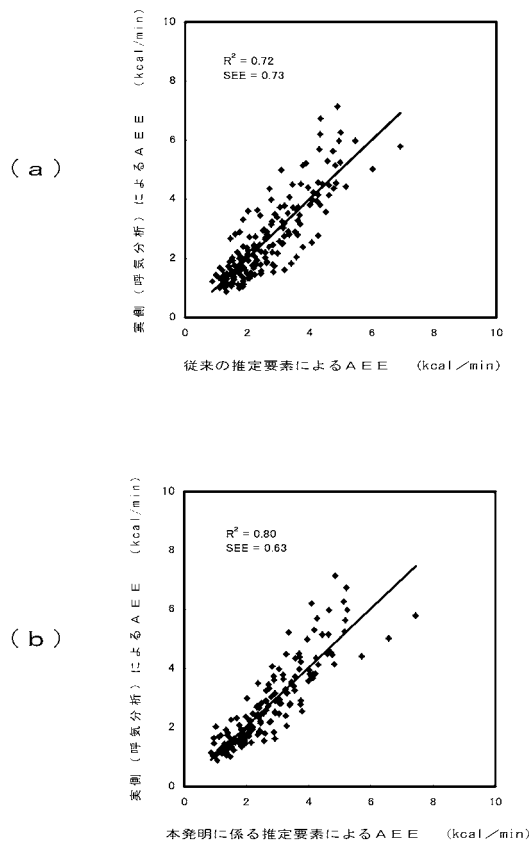 (a)
実側(呼気分析)によるAEE (kcal/min)
R² = 0.72
SEE = 0.73
10
8
6
4
2
0
0 2 4 6 8 10
従来の推定要素によるAEE (kcal/min)
(b)
実側(呼気分析)によるAEE (kcal/min)
R² = 0.80
SEE = 0.63
10
8
6
4
2
0
0 2 4 6 8 10
本発明に係る推定要素によるAEE (kcal/min)